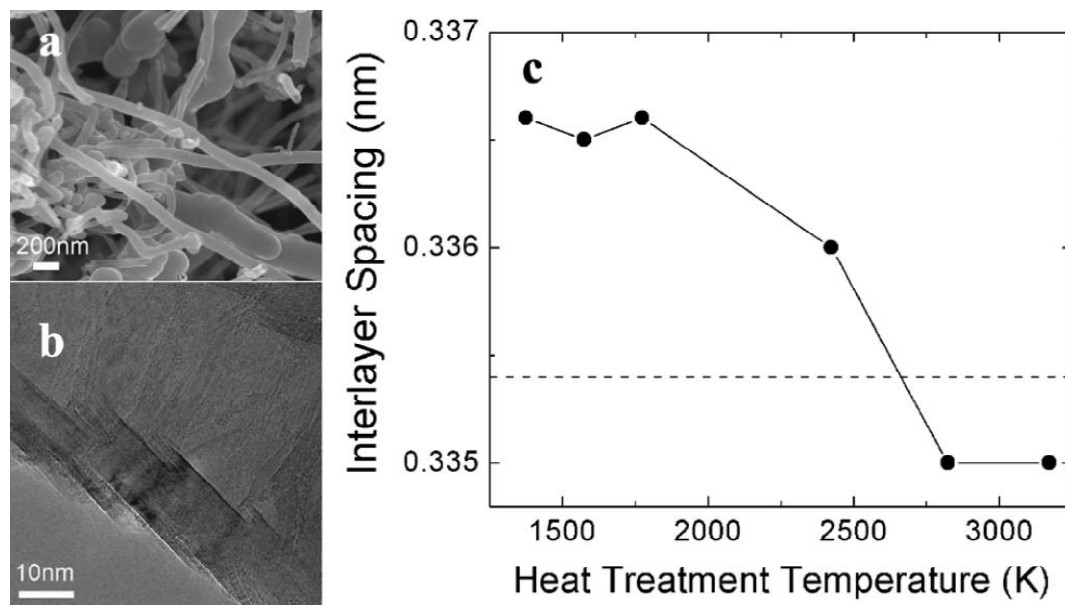 a
200nm
b
10nm
c
0.337
0.336
0.335
Interlayer Spacing (nm)
1500 2000 2500 3000
Heat Treatment Temperature (K)